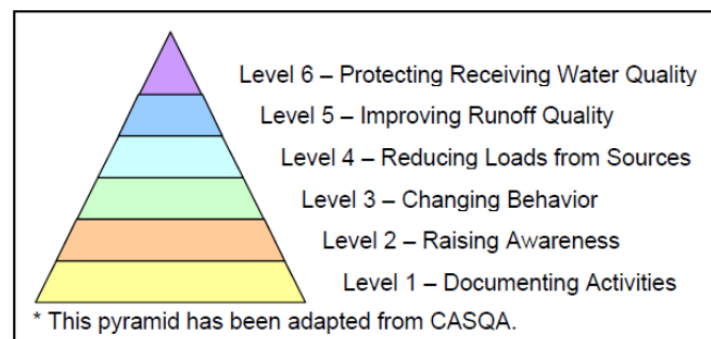 Level 6 – Protecting Receiving Water Quality
Level 5 – Improving Runoff Quality
Level 4 – Reducing Loads from Sources
Level 3 – Changing Behavior
Level 2 – Raising Awareness
Level 1 – Documenting Activities
* This pyramid has been adapted from CASQA.